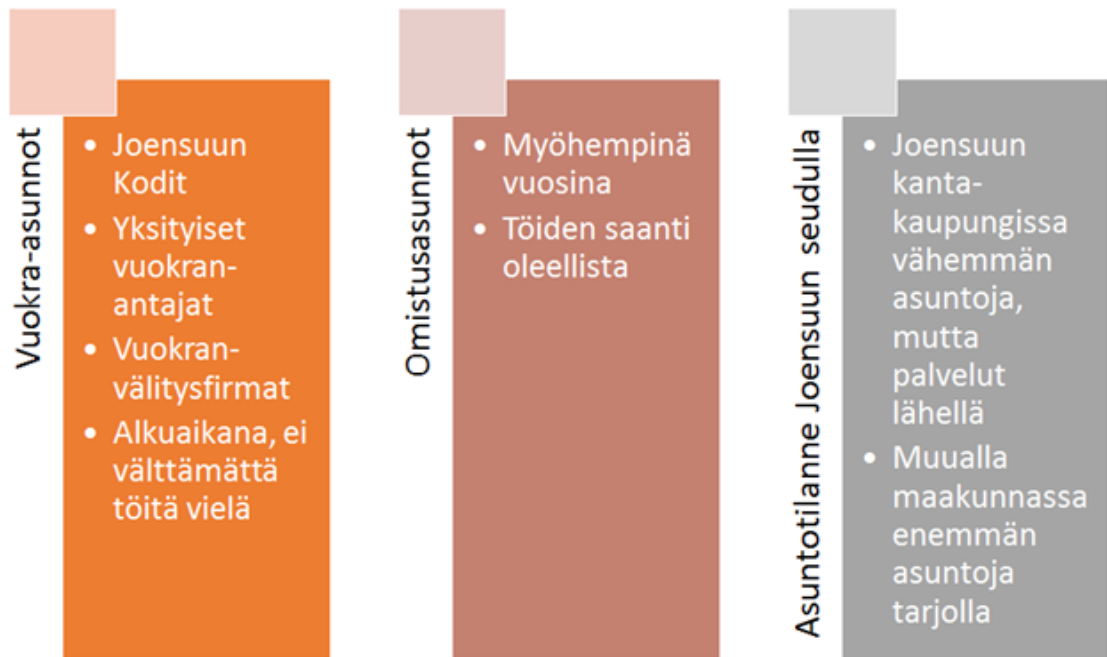 Vuokra-asunnot
• Joensuun
Kodit
• Yksityiset
vuokran-
antajat
• Vuokran-
välitysfirmat
• Alkuaikana, ei
välttämättä
töitä vielä
Omistusasunnot
• Myöhempinä
vuosina
• Töiden saanti
oleellista
Asuntotilanne Joensuun seudulla
• Joensuun
kanta-
kaupungissa
vähemmän
asuntoja,
mutta
palvelut
lähellä
• Muualla
maakunnassa
enemmän
asuntoja
tarjolla